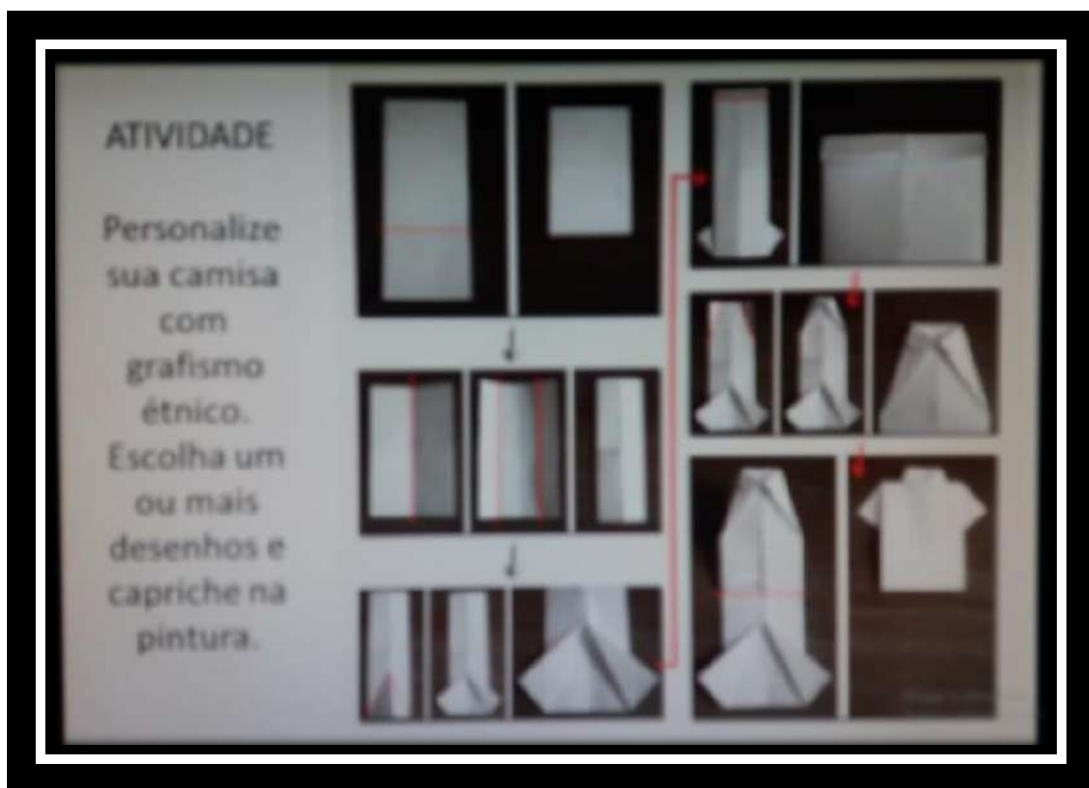 ATIVIDADE
Personalize
sua camisa
com
grafismo
étnico.
Escolha um
ou mais
desenhos e
capriche na
pintura.